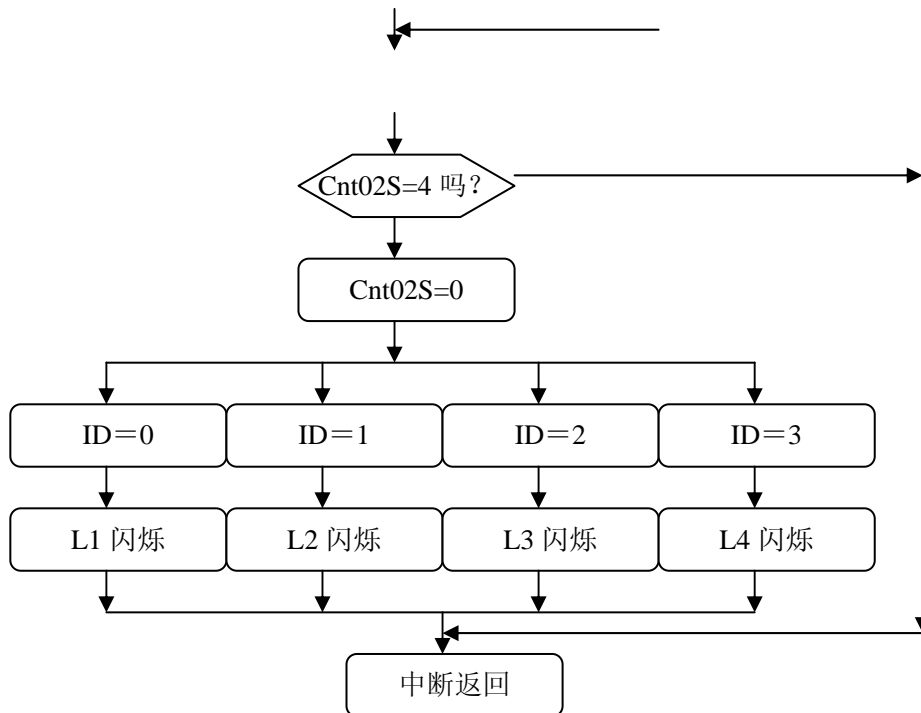 Cnt02S=4 吗？
Cnt02S=0
ID＝0
ID＝1
ID＝2
ID＝3
L1 闪烁
L2 闪烁
L3 闪烁
L4 闪烁
中断返回